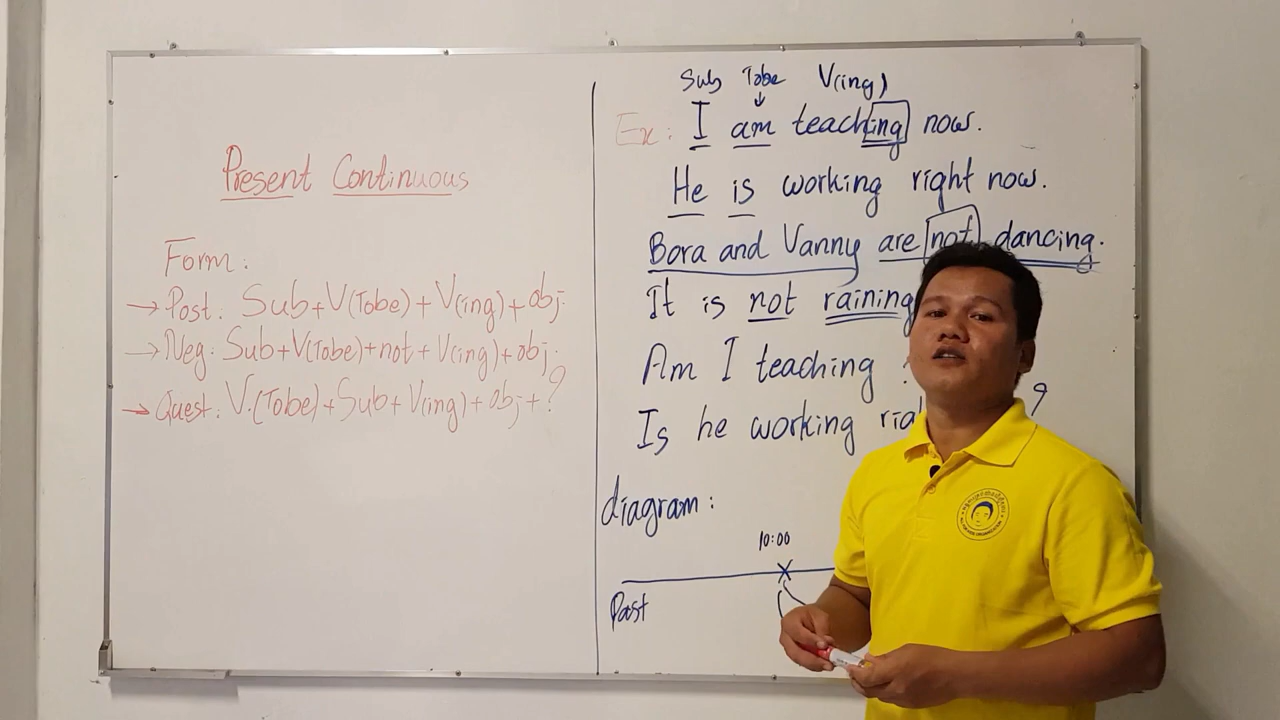 Present Continuous
Form:
→ Post: Sub+V(Tobe)+V(ing)+obj.
→ Neg: Sub+V(Tobe)+not+V(ing)+obj.
→ Quest: V.(Tobe)+Sub+V(ing)+obj+?
Sub Tobe V(ing)
Ex: I am teaching now.
He is working right now.
Bora and Vanny are not dancing.
It is not raining
Am I teaching ?
Is he working ?
diagram:
10:00
Past